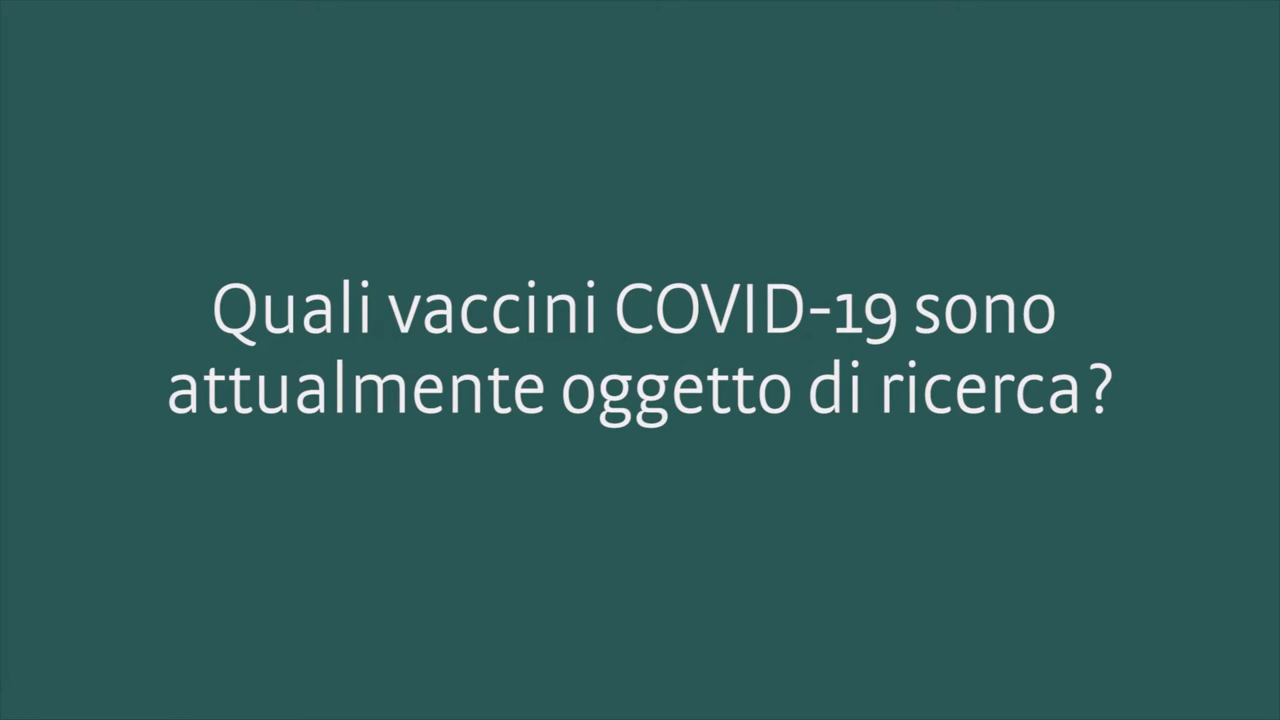 Quali vaccini COVID-19 sono
attualmente oggetto di ricerca?